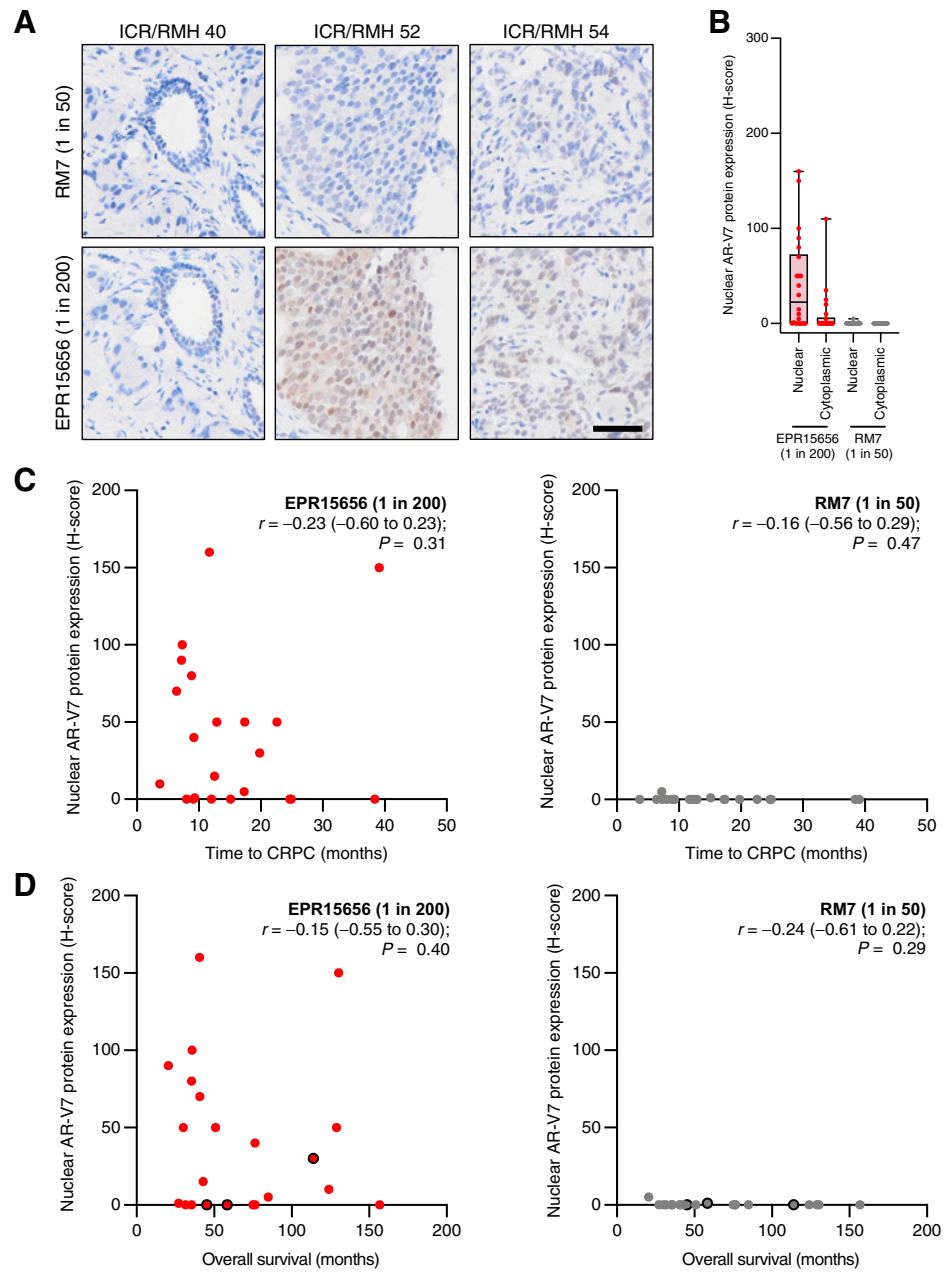 A
ICR/RMH 40
ICR/RMH 52
ICR/RMH 54
RM7 (1 in 50)
EPR15656 (1 in 200)
B
Nuclear AR-V7 protein expression (H-score)
300
200
100
0
Nuclear
Cytoplasmic
Nuclear
Cytoplasmic
EPR15656
(1 in 200)
RM7
(1 in 50)
C
Nuclear AR-V7 protein expression (H-score)
200
150
100
50
0
EPR15656 (1 in 200)
r = −0.23 (−0.60 to 0.23);
P = 0.31
0 10 20 30 40 50
Time to CRPC (months)
Nuclear AR-V7 protein expression (H-score)
200
150
100
50
0
RM7 (1 in 50)
r = −0.16 (−0.56 to 0.29);
P = 0.47
0 10 20 30 40 50
Time to CRPC (months)
D
Nuclear AR-V7 protein expression (H-score)
200
150
100
50
0
EPR15656 (1 in 200)
r = −0.15 (−0.55 to 0.30);
P = 0.40
0 50 100 150 200
Overall survival (months)
Nuclear AR-V7 protein expression (H-score)
200
150
100
50
0
RM7 (1 in 50)
r = −0.24 (−0.61 to 0.22);
P = 0.29
0 50 100 150 200
Overall survival (months)